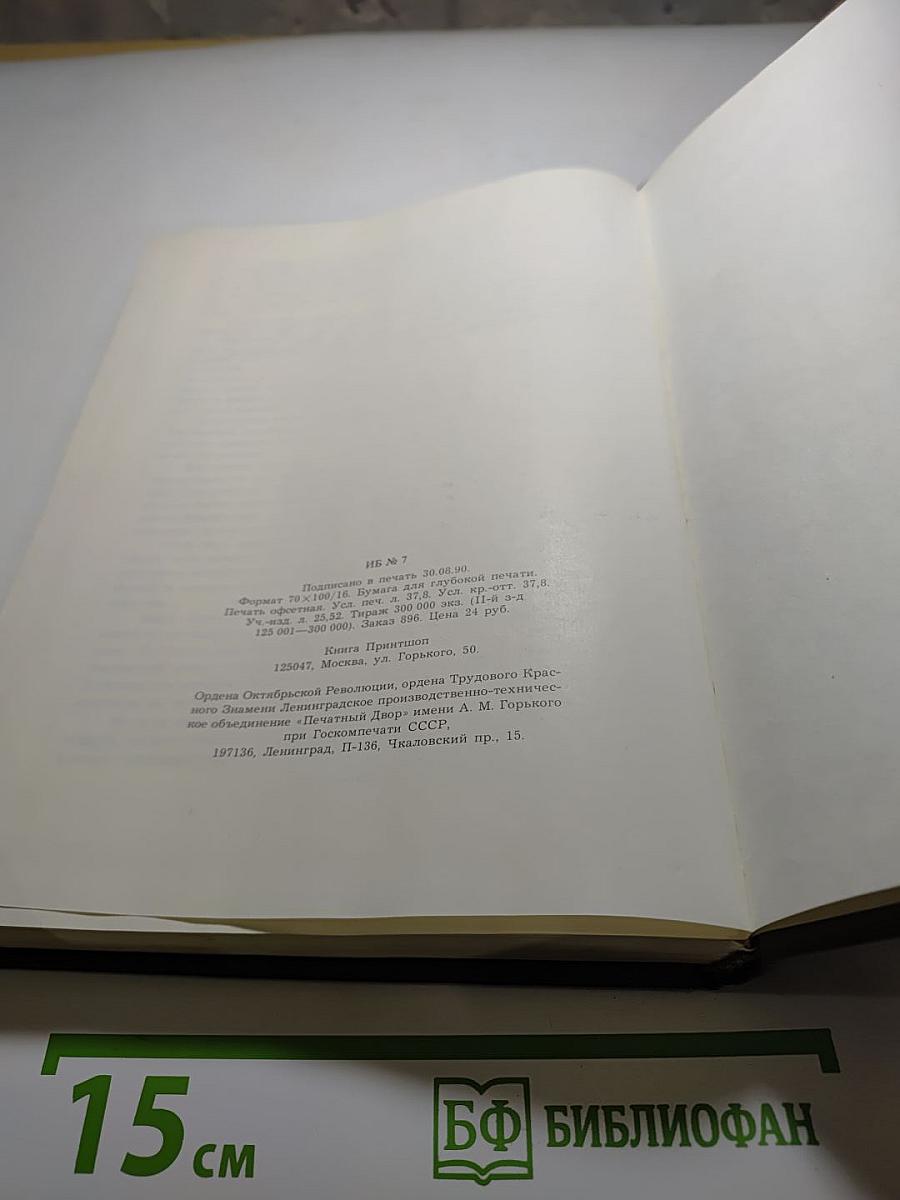 ИБ № 7
Подписано в печать 30.08.90.
Формат 70×100/16. Бумага для глубокой печати.
Печать офсетная. Усл. печ. л. 37,8. Усл. кр.-отт. 37,8.
Уч.-изд. л. 25,52. Тираж 300 000 экз. (II-й з-д
125 001—300 000). Заказ 896. Цена 24 руб.
Книга Принтшоп
125047, Москва, ул. Горького, 50.
Ордена Октябрьской Революции, ордена Трудового Крас-
ного Знамени Ленинградское производственно-техничес-
кое объединение «Печатный Двор» имени А. М. Горького
при Госкомпечати СССР,
197136, Ленинград, П-136, Чкаловский пр., 15.
15 см
БФ БИБЛИОФАН